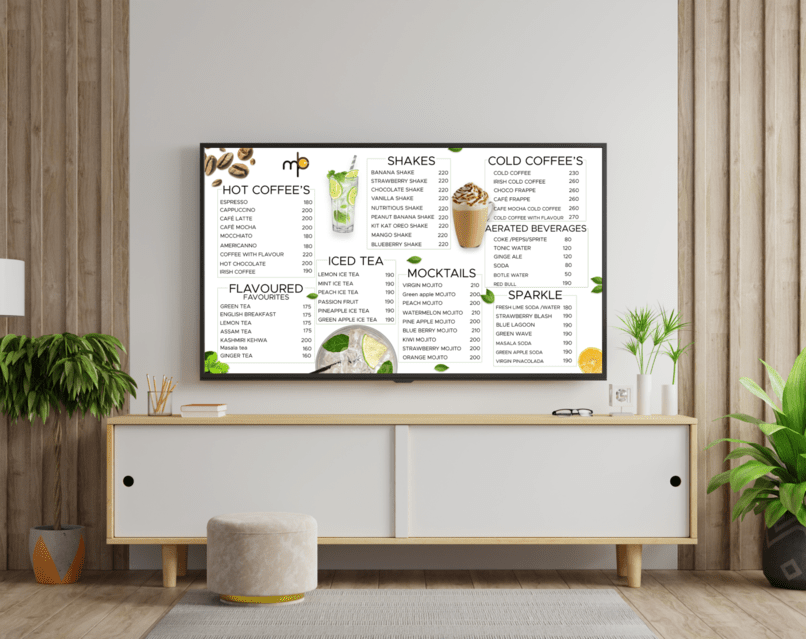 mb
HOT COFFEE'S
ESPRESSO 180
CAPPUCCINO 200
CAFÉ LATTE 200
CAFÉ MOCHA 200
MOCCHIATO 180
AMERICANNO 180
COFFEE WITH FLAVOUR 220
HOT CHOCOLATE 200
IRISH COFFEE 190
FLAVOURED
FAVOURITES
GREEN TEA 175
ENGLISH BREAKFAST 175
LEMON TEA 175
ASSAM TEA 175
KASHMIRI KEHWA 200
Masala tea 160
GINGER TEA 160
ICED TEA
LEMON ICE TEA 190
MINT ICE TEA 190
PEACH ICE TEA 190
PASSION FRUIT 190
PINEAPPLE ICE TEA 190
GREEN APPLE ICE TEA 190
SHAKES
BANANA SHAKE 220
STRAWBERRY SHAKE 220
CHOCOLATE SHAKE 220
VANILLA SHAKE 220
NUTRITIOUS SHAKE 220
PEANUT BANANA SHAKE 220
KIT KAT OREO SHAKE 220
MANGO SHAKE 220
BLUEBERRY SHAKE 220
MOCKTAILS
VIRGIN MOJITO 210
Green apple MOJITO 200
PEACH MOJITO 200
WATERMELON MOJITO 210
PINE APPLE MOJITO 200
BLUE BERRY MOJITO 210
KIWI MOJITO 200
STRAWBERRY MOJITO 200
ORANGE MOJITO 200
COLD COFFEE'S
COLD COFFEE 230
IRISH COLD COFFEE 260
CHOCO FRAPPE 260
CAFÉ FRAPPE 260
CAFE MOCHA COLD COFFEE 260
COLD COFFEE WITH FLAVOUR 270
AERATED BEVERAGES
COKE /PEPSI/SPRITE 80
TONIC WATER 120
GINGE ALE 120
SODA 80
BOTLE WATER 50
RED BULL 190
SPARKLE
FRESH LIME SODA /WATER 180
STRAWBERRY BLASH 190
BLUE LAGOON 190
GREEN WAVE 190
MASALA SODA 190
GREEN APPLE SODA 190
VIRGIN PINACOLADA 190